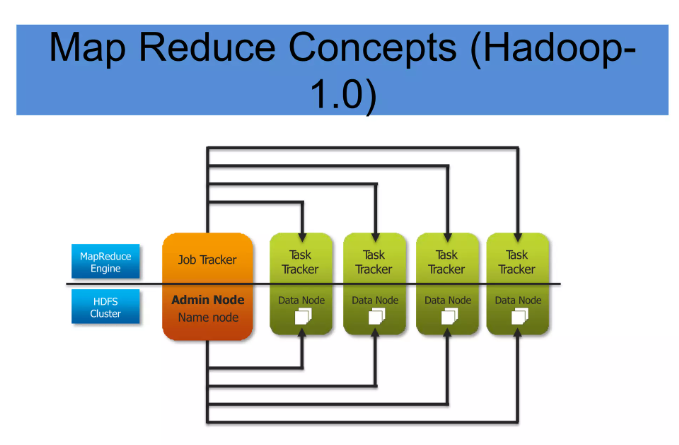 Map Reduce Concepts (Hadoop-
1.0)
MapReduce
Engine
Job Tracker
Task
Tracker
Task
Tracker
Task
Tracker
Task
Tracker
HDFS
Cluster
Admin Node
Name node
Data Node
Data Node
Data Node
Data Node